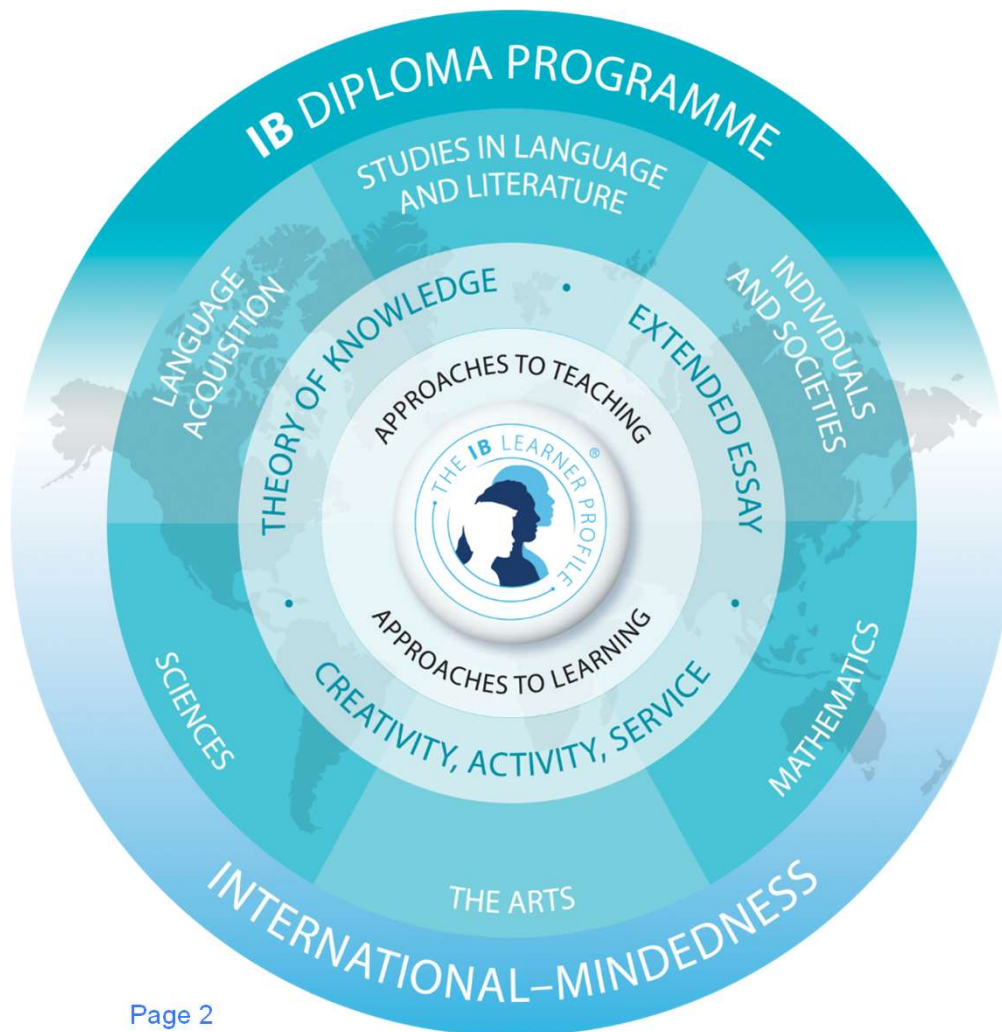 IB DIPLOMA PROGRAMME
STUDIES IN LANGUAGE
AND LITERATURE
LANGUAGE
ACQUISITION
INDIVIDUALS
AND SOCIETIES
THEORY OF KNOWLEDGE
•
EXTENDED ESSAY
APPROACHES TO TEACHING
THE IB LEARNER PROFILE
®
APPROACHES TO LEARNING
•
CREATIVITY, ACTIVITY, SERVICE
•
SCIENCES
MATHEMATICS
THE ARTS
INTERNATIONAL–MINDEDNESS
Page 2